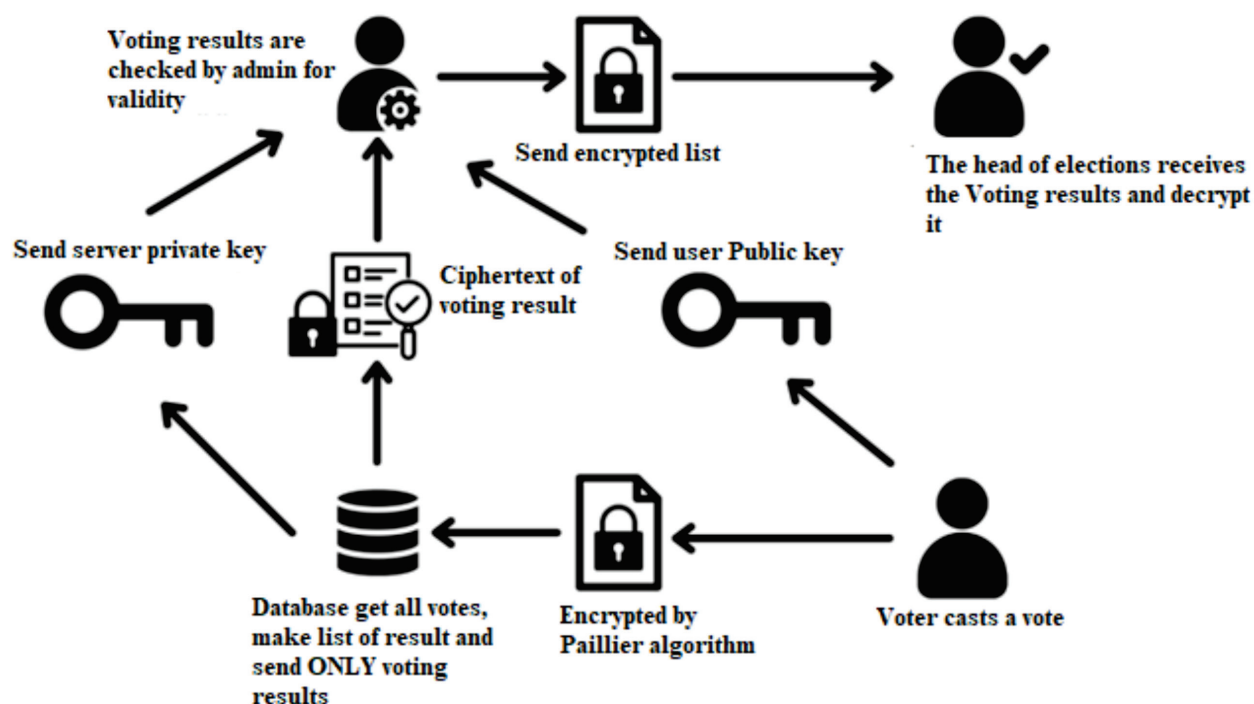 Voting results are
checked by admin for
validity
Send encrypted list
The head of elections receives
the Voting results and decrypt
it
Send server private key
Send user Public key
Ciphertext of
voting result
Database get all votes,
make list of result and
send ONLY voting
results
Encrypted by
Paillier algorithm
Voter casts a vote